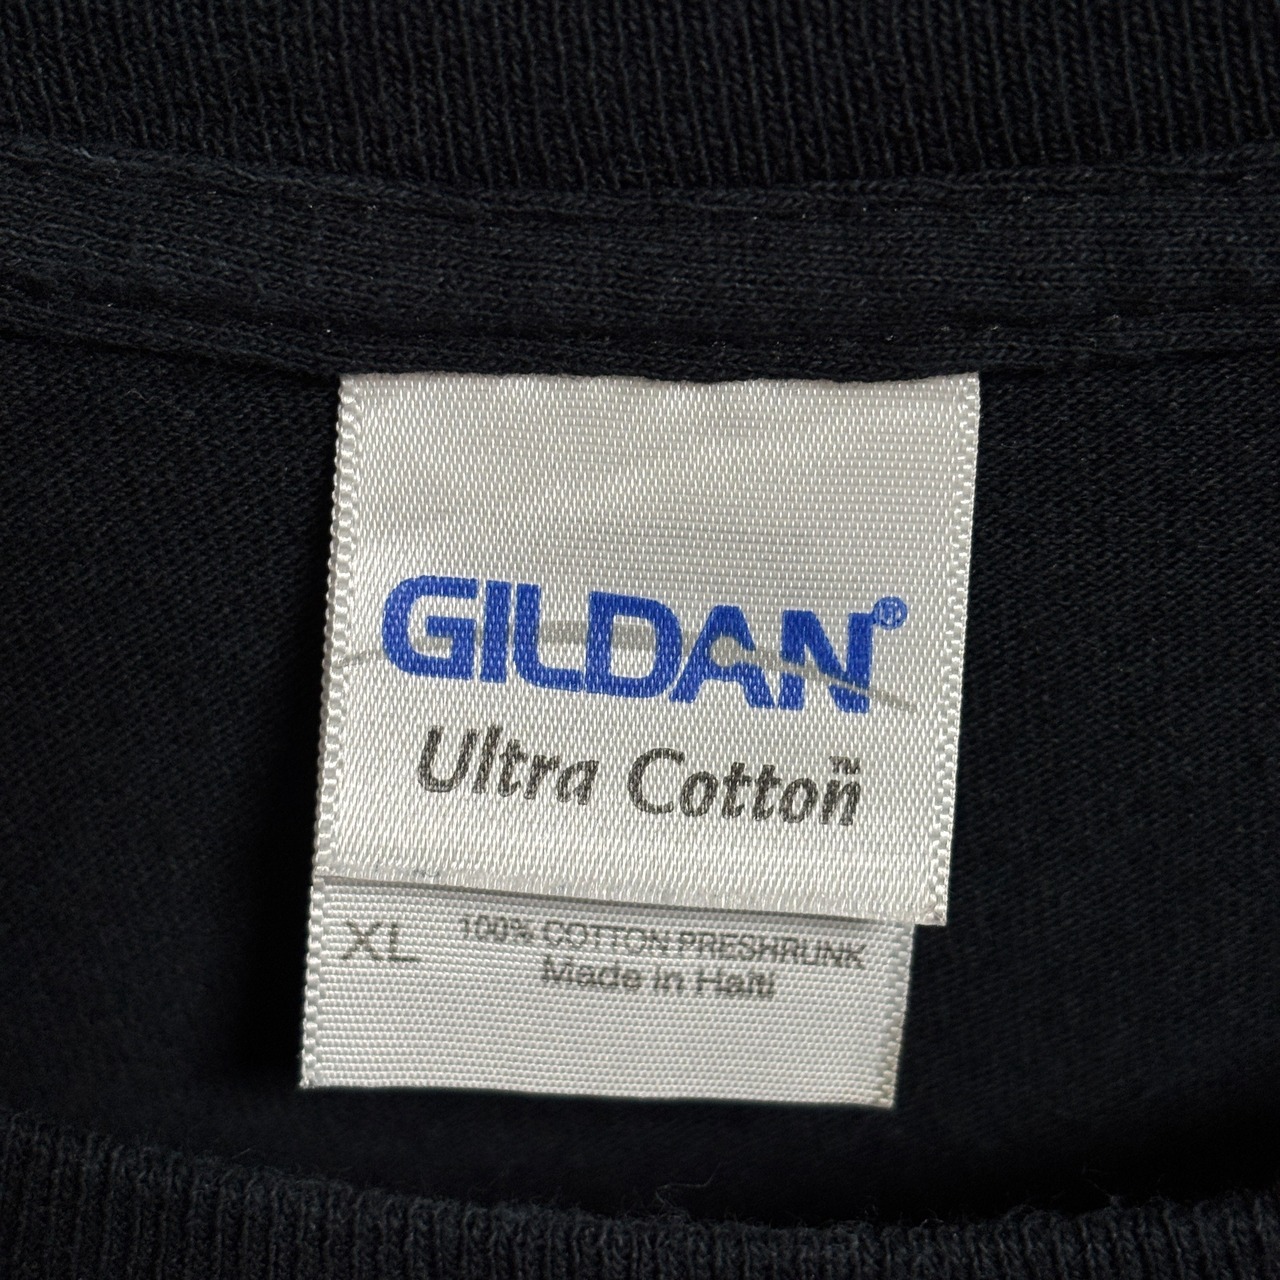 GILDAN®
Ultra Cotton™
XL 100% COTTON PRESHRUNK
Made in Haiti